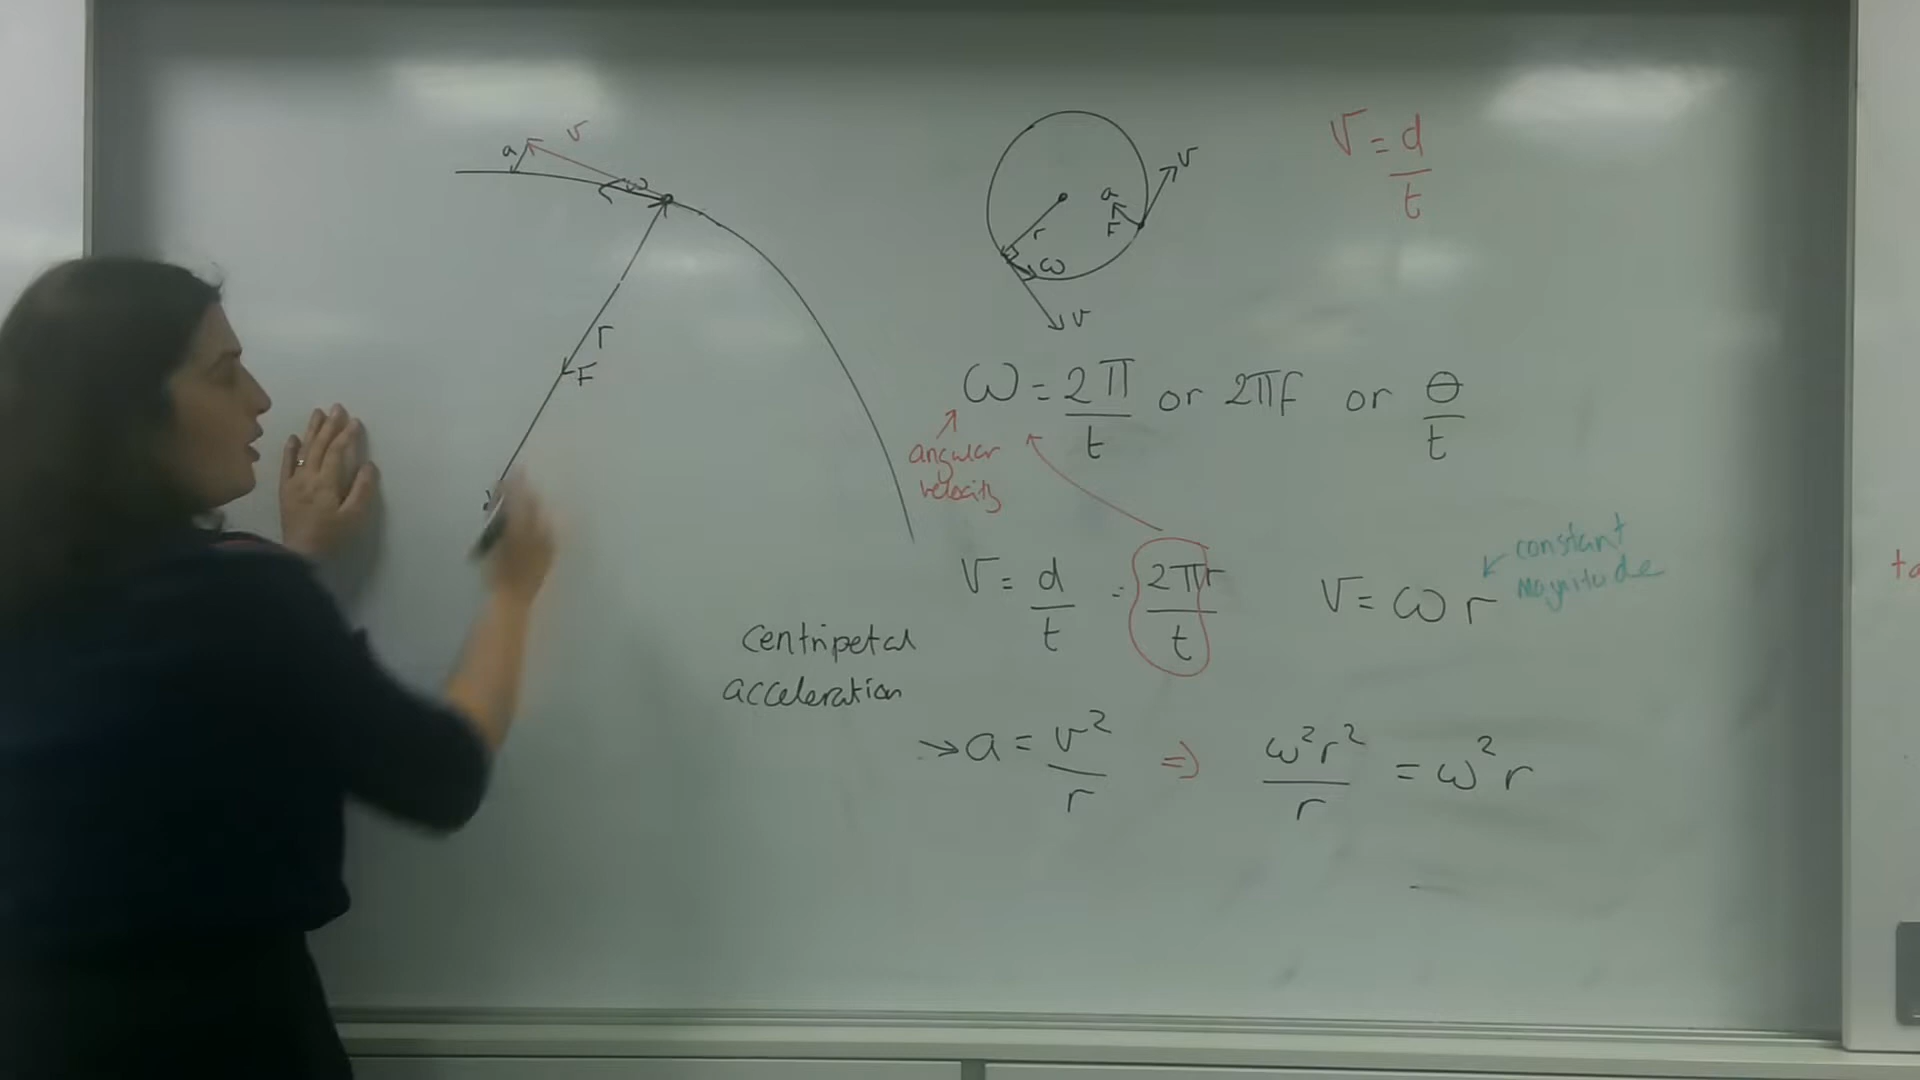 v
a
ω
r
F
v
a
F
r
ω
v
v = d/t
ω = 2π/t or 2πf or θ/t
angular
velocity
v = d/t = 2πr/t
v = ω r
constant
magnitude
centripetal
acceleration
→ a = v²/r ⇒ ω²r²/r = ω²r